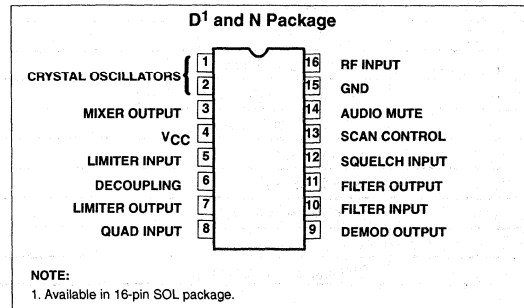 D¹ and N Package
CRYSTAL OSCILLATORS
1
2
MIXER OUTPUT 3
VCC 4
LIMITER INPUT 5
DECOUPLING 6
LIMITER OUTPUT 7
QUAD INPUT 8
16 RF INPUT
15 GND
14 AUDIO MUTE
13 SCAN CONTROL
12 SQUELCH INPUT
11 FILTER OUTPUT
10 FILTER INPUT
9 DEMOD OUTPUT
NOTE:
1. Available in 16-pin SOL package.